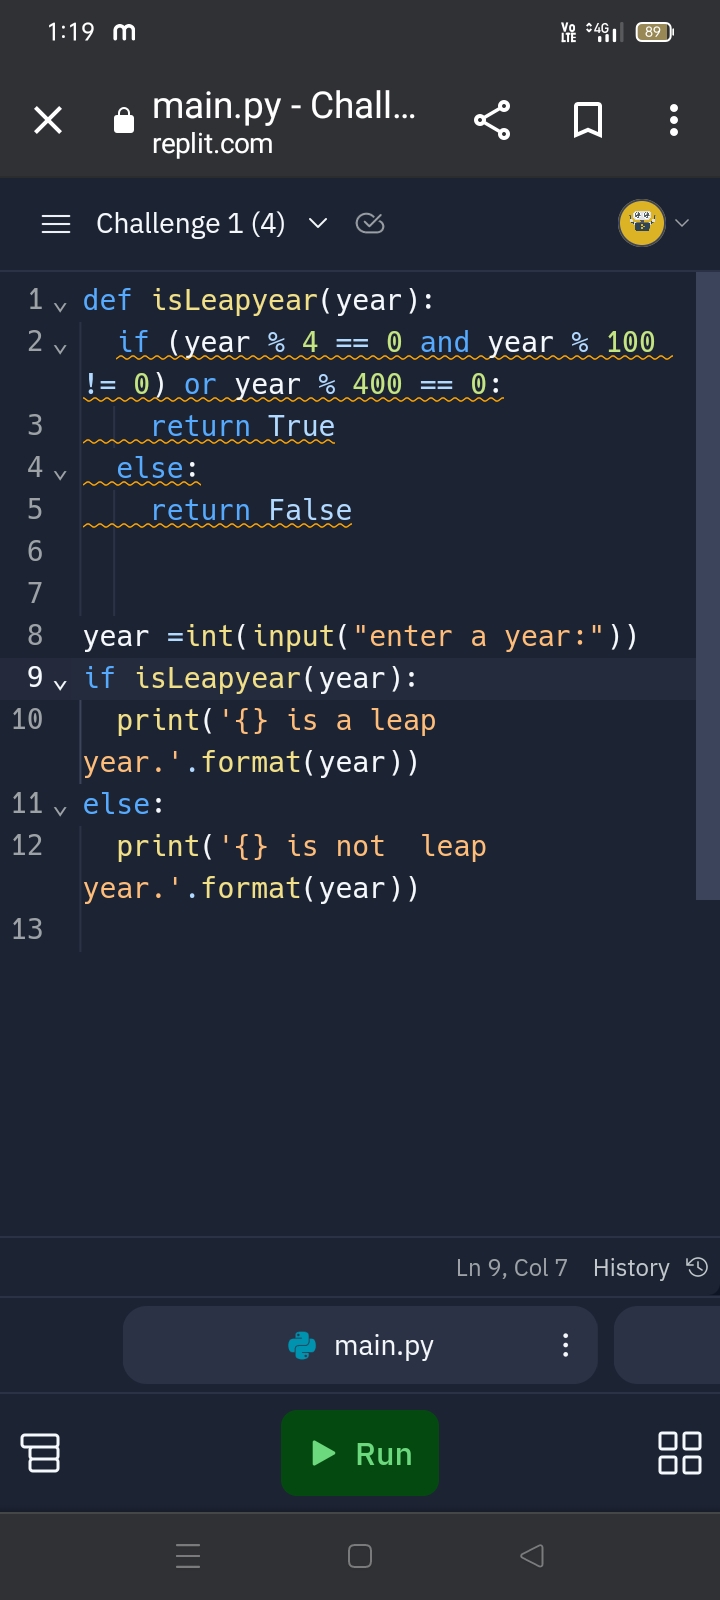 1:19 m VoLTE 4G 89
main.py - Chall...
replit.com
Challenge 1 (4)
1 def isLeapyear(year):
2   if (year % 4 == 0 and year % 100
!= 0) or year % 400 == 0:
3     return True
4   else:
5     return False
6
7
8 year =int(input("enter a year:"))
9 if isLeapyear(year):
10   print('{} is a leap
year.'.format(year))
11 else:
12   print('{} is not  leap
year.'.format(year))
13
Ln 9, Col 7 History
main.py
Run